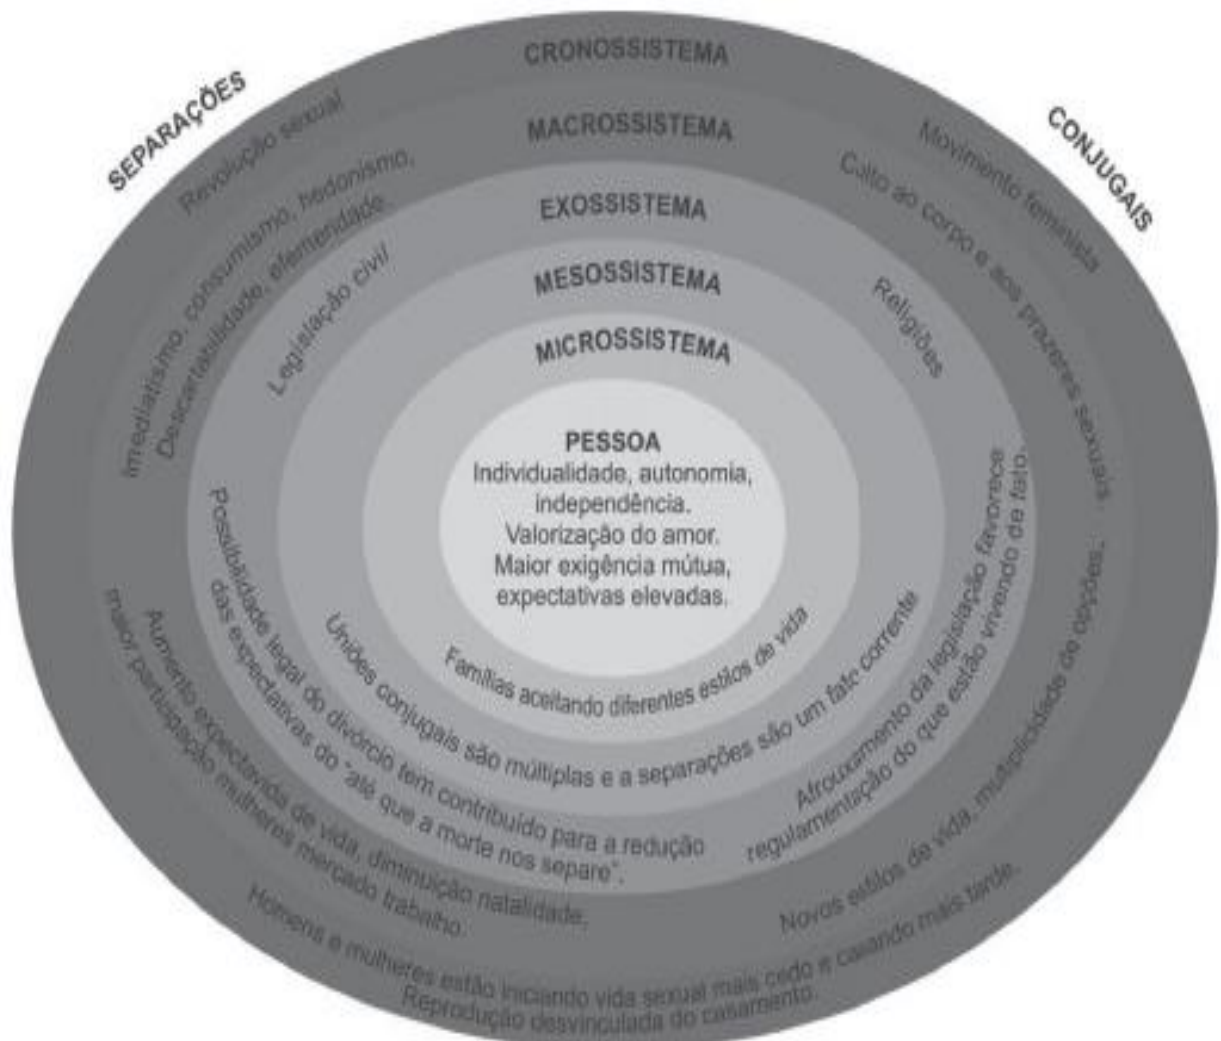 SEPARAÇÕES
CONJUGAIS
CRONOSSISTEMA
Revolução sexual
Movimento feminista
MACROSSISTEMA
Imediatismo, consumismo, hedonismo,
Descartabilidade, efemeridade.
Culto ao corpo e aos prazeres sexuais.
EXOSSISTEMA
Legislação civil
Religiões
MESOSSISTEMA
MICROSSISTEMA
PESSOA
Individualidade, autonomia,
independência.
Valorização do amor.
Maior exigência mútua,
expectativas elevadas.
Famílias aceitando diferentes estilos de vida
Uniões conjugais são múltiplas e a separações são um fato corrente
Possibilidade legal do divórcio tem contribuído para a redução
das expectativas do "até que a morte nos separe".
Afrouxamento da legislação favorece
regulamentação do que estão vivendo de fato.
Aumento expectavida de vida, diminuição natalidade,
maior participação mulheres mercado trabalho.
Novos estilos de vida, multiplicidade de opções.
Homens e mulheres estão iniciando vida sexual mais cedo e casando mais tarde.
Reprodução desvinculada do casamento.